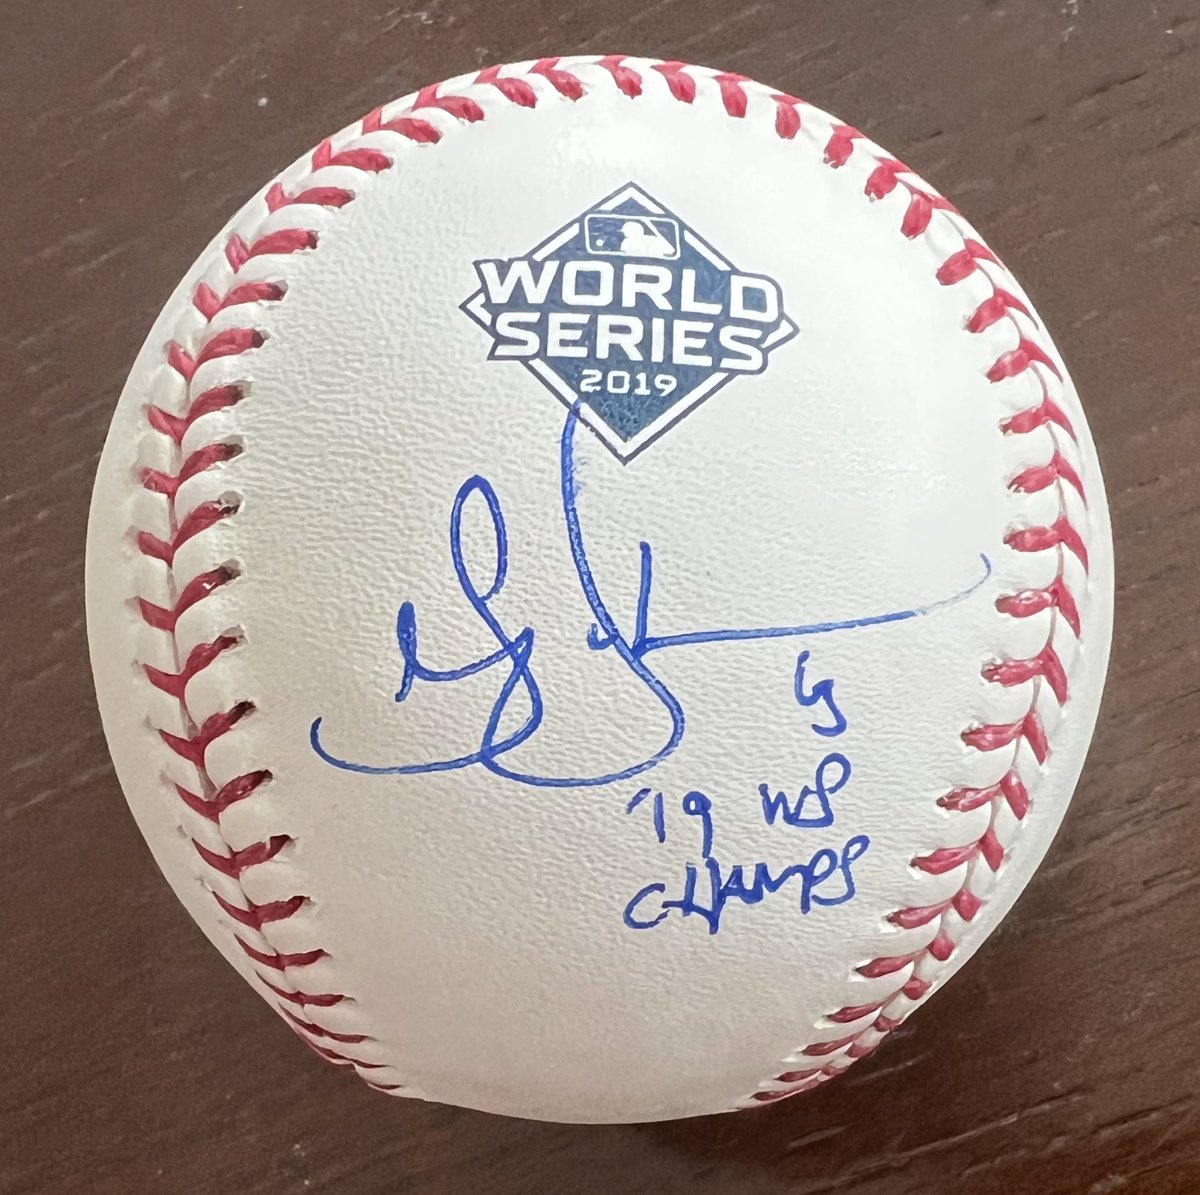 WORLD
SERIES
2019
'19 WS
CHAMPS